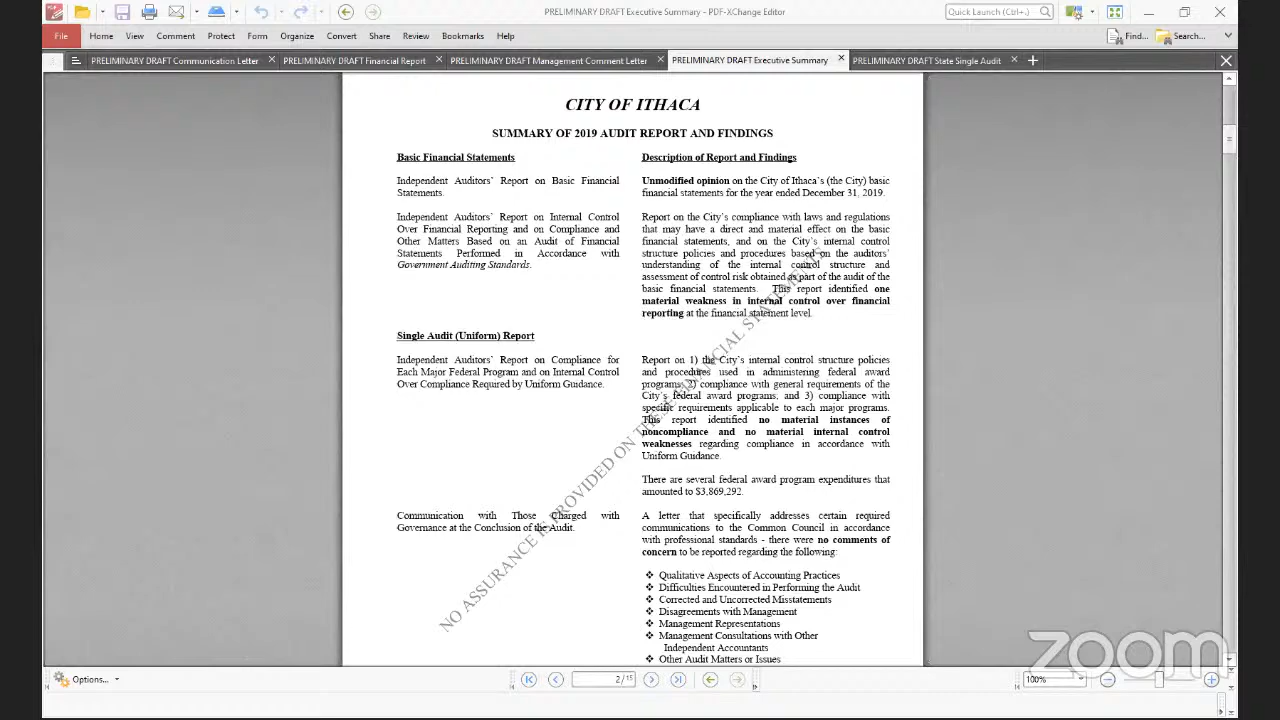 PRELIMINARY DRAFT Executive Summary - PDF-XChange Editor
Quick Launch (Ctrl+.)
File Home View Comment Protect Form Organize Convert Share Review Bookmarks Help
Find... Search...
PRELIMINARY DRAFT Communication Letter
PRELIMINARY DRAFT Financial Report
PRELIMINARY DRAFT Management Comment Letter
PRELIMINARY DRAFT Executive Summary
PRELIMINARY DRAFT State Single Audit
CITY OF ITHACA
SUMMARY OF 2019 AUDIT REPORT AND FINDINGS
Basic Financial Statements
Description of Report and Findings
Independent Auditors' Report on Basic Financial
Statements.
Unmodified opinion on the City of Ithaca's (the City) basic
financial statements for the year ended December 31, 2019.
Independent Auditors' Report on Internal Control
Over Financial Reporting and on Compliance and
Other Matters Based on an Audit of Financial
Statements Performed in Accordance with
Government Auditing Standards.
Report on the City's compliance with laws and regulations
that may have a direct and material effect on the basic
financial statements, and on the City's internal control
structure policies and procedures based on the auditors'
understanding of the internal control structure and
assessment of control risk obtained as part of the audit of the
basic financial statements. This report identified one
material weakness in internal control over financial
reporting at the financial statement level.
Single Audit (Uniform) Report
Independent Auditors' Report on Compliance for
Each Major Federal Program and on Internal Control
Over Compliance Required by Uniform Guidance.
Report on 1) the City's internal control structure policies
and procedures used in administering federal award
programs, 2) compliance with general requirements of the
City's federal award programs, and 3) compliance with
specific requirements applicable to each major programs.
This report identified no material instances of
noncompliance and no material internal control
weaknesses regarding compliance in accordance with
Uniform Guidance.
There are several federal award program expenditures that
amounted to $3,869,292.
Communication with Those Charged with
Governance at the Conclusion of the Audit.
A letter that specifically addresses certain required
communications to the Common Council in accordance
with professional standards - there were no comments of
concern to be reported regarding the following:
❖ Qualitative Aspects of Accounting Practices
❖ Difficulties Encountered in Performing the Audit
❖ Corrected and Uncorrected Misstatements
❖ Disagreements with Management
❖ Management Representations
❖ Management Consultations with Other
Independent Accountants
❖ Other Audit Matters or Issues
NO ASSURANCE IS PROVIDED ON THESE FINANCIAL STATEMENTS
zoom
Options...
2 / 15
100%